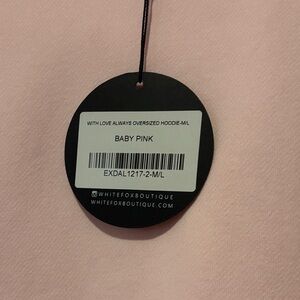 WITH LOVE ALWAYS OVERSIZED HOODIE-M/L
BABY PINK
EXDAL1217-2-M/L
WHITEFOXBOUTIQUE
WHITEFOXBOUTIQUE.COM